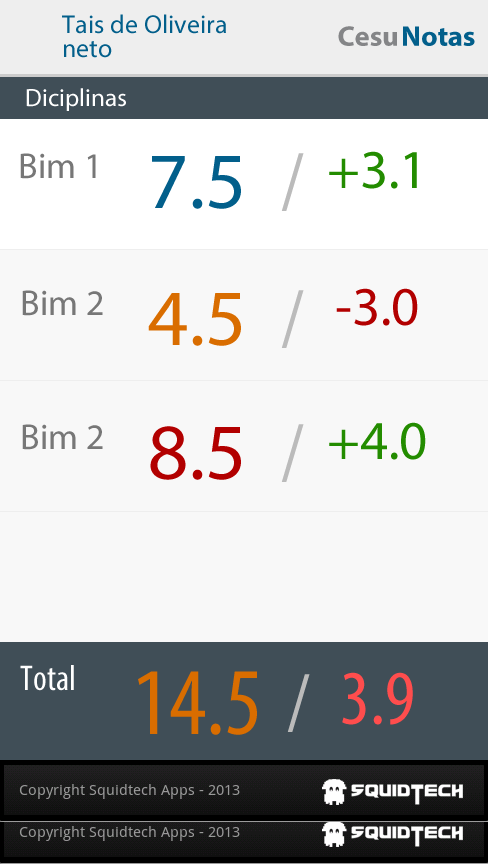 Tais de Oliveira
neto
CesuNotas
Diciplinas
Bim 1 7.5 / +3.1
Bim 2 4.5 / -3.0
Bim 2 8.5 / +4.0
Total 14.5 / 3.9
Copyright Squidtech Apps - 2013 SQUIDTECH
Copyright Squidtech Apps - 2013 SQUIDTECH